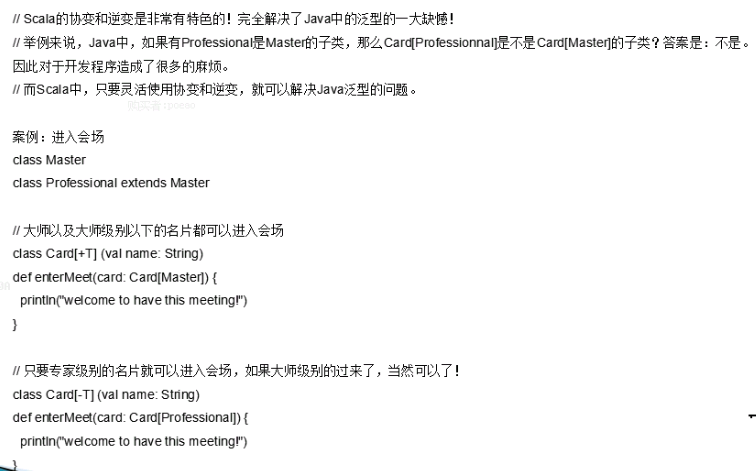 // Scala的协变和逆变是非常有特色的！完全解决了Java中的泛型的一大缺憾！
// 举例来说，Java中，如果有Professional是Master的子类，那么Card[Professionnal]是不是Card[Master]的子类？答案是：不是。
因此对于开发程序造成了很多的麻烦。
// 而Scala中，只要灵活使用协变和逆变，就可以解决Java泛型的问题。
案例：进入会场
class Master
class Professional extends Master
// 大师以及大师级别以下的名片都可以进入会场
class Card[+T] (val name: String)
def enterMeet(card: Card[Master]) {
println("welcome to have this meeting!")
}
// 只要专家级别的名片就可以进入会场，如果大师级别的过来了，当然可以了！
class Card[-T] (val name: String)
def enterMeet(card: Card[Professional]) {
println("welcome to have this meeting!")
}